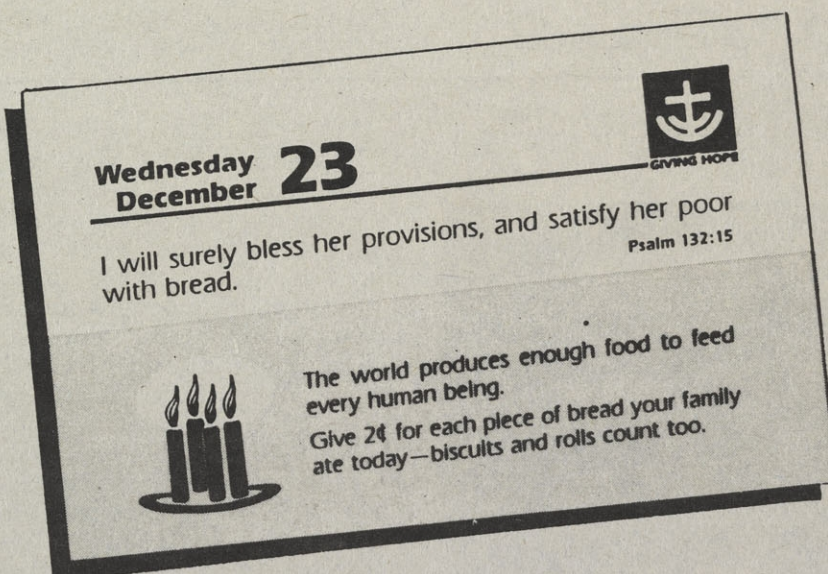 Wednesday
December
23
GIVING HOPE
I will surely bless her provisions, and satisfy her poor
with bread.
Psalm 132:15
The world produces enough food to feed
every human being.
Give 2¢ for each piece of bread your family
ate today—biscuits and rolls count too.